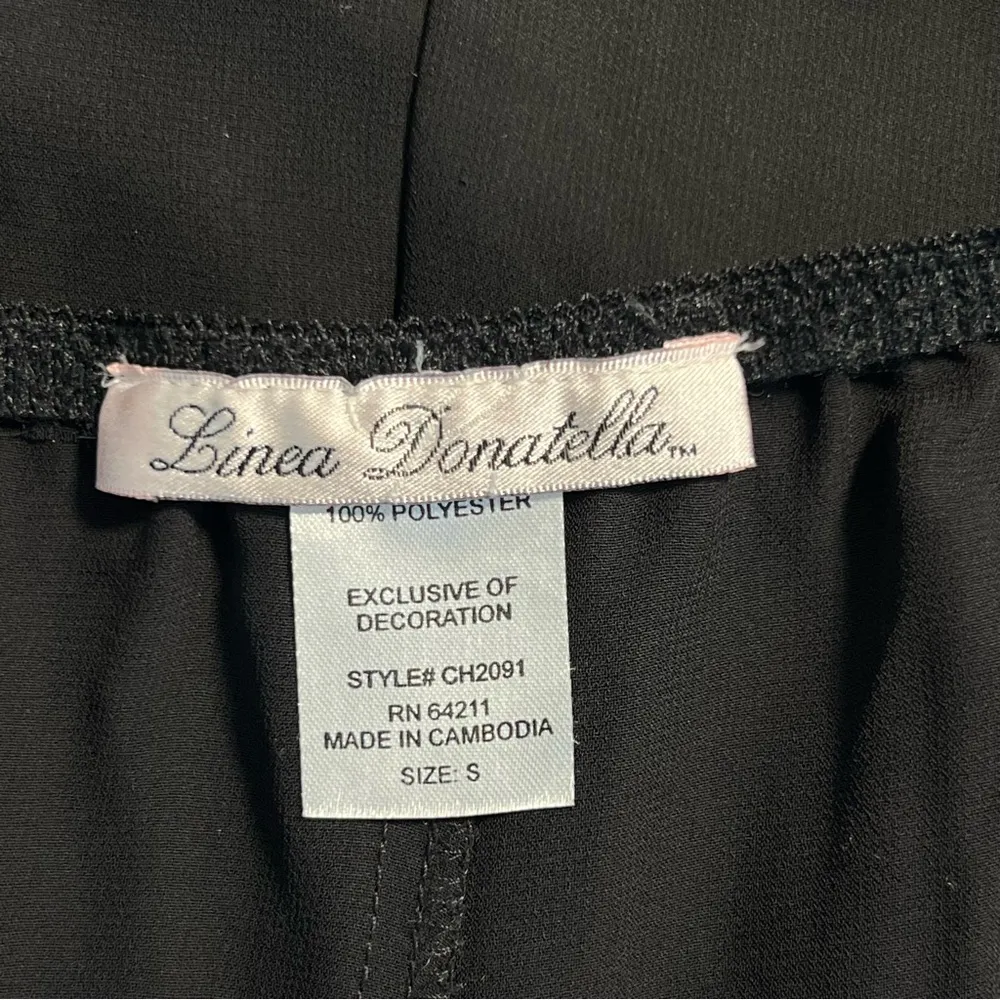 Linea Donatella™
100% POLYESTER
EXCLUSIVE OF
DECORATION
STYLE# CH2091
RN 64211
MADE IN CAMBODIA
SIZE: S